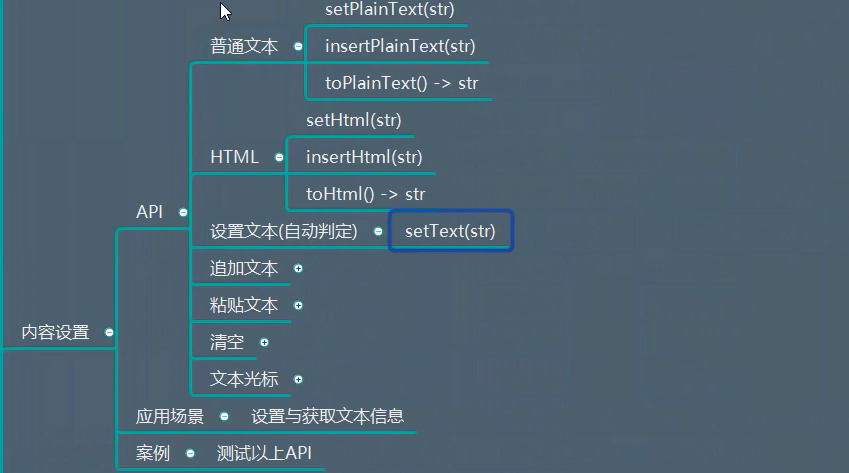 setPlainText(str)
普通文本
insertPlainText(str)
toPlainText() -> str
setHtml(str)
HTML
insertHtml(str)
toHtml() -> str
API
设置文本(自动判定)
setText(str)
追加文本
粘贴文本
内容设置
清空
文本光标
应用场景
设置与获取文本信息
案例
测试以上API